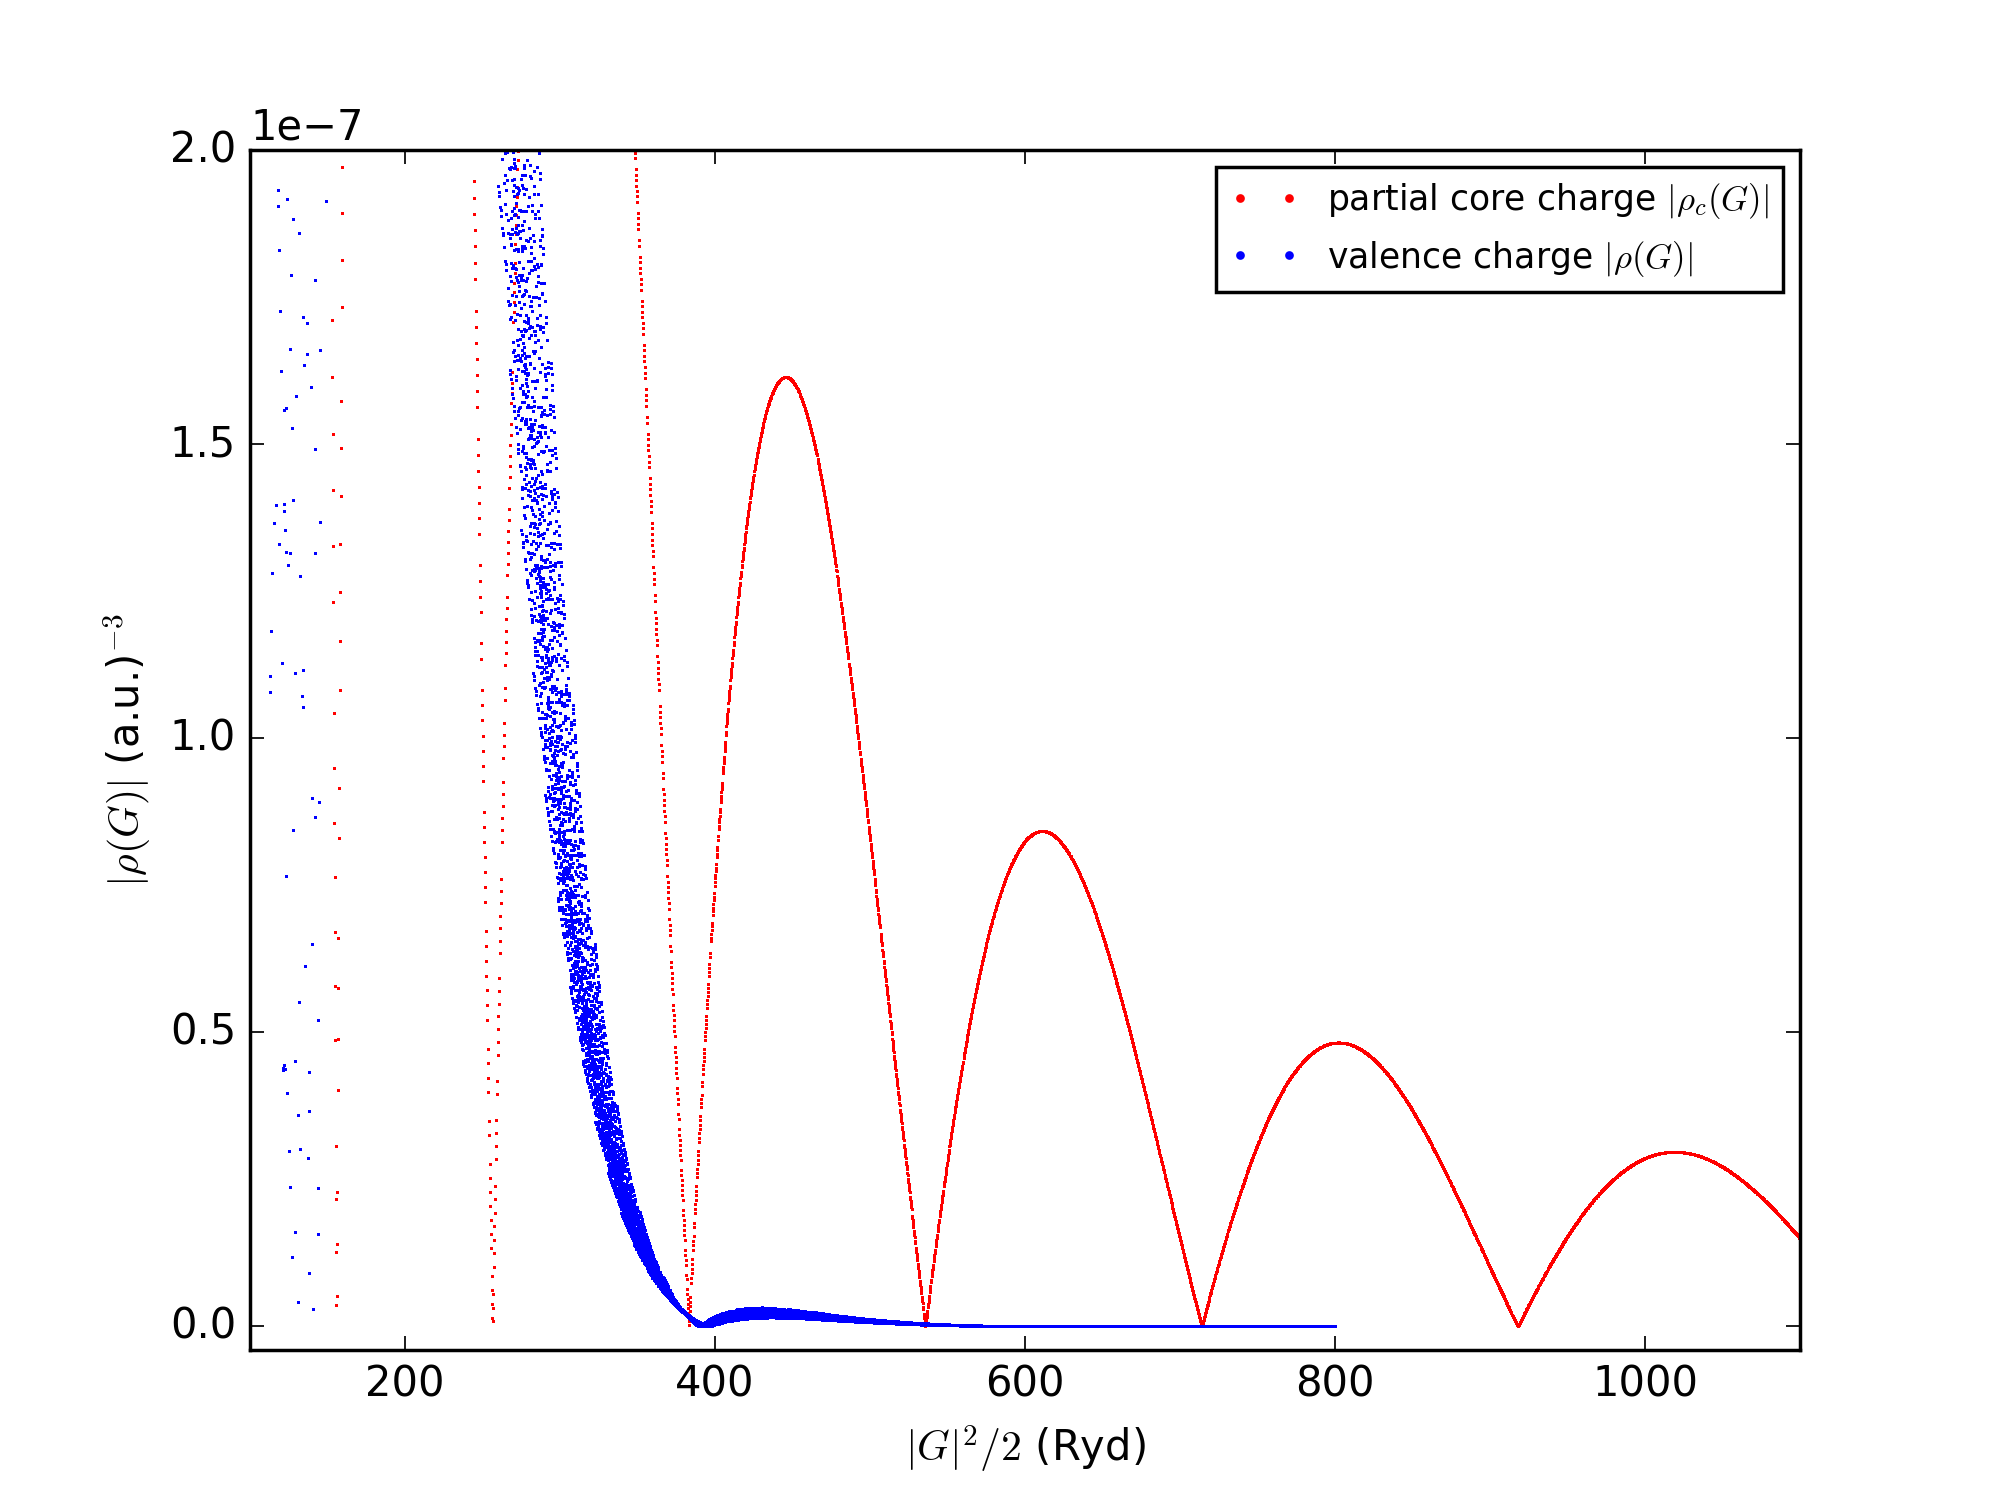 1e−7
2.0
1.5
1.0
0.5
0.0
|ρ(G)| (a.u.)⁻³
partial core charge |ρ_c(G)|
valence charge |ρ(G)|
200 400 600 800 1000
|G|²/2 (Ryd)